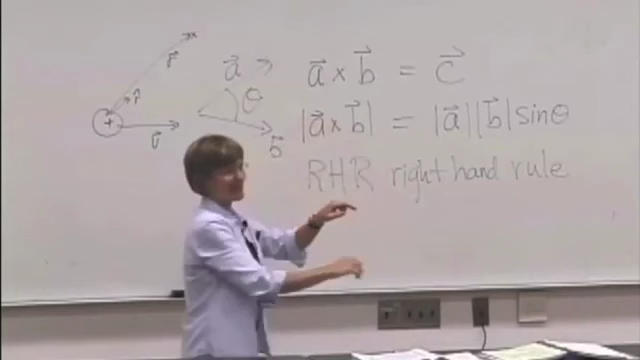 r⃗
r̂
+
v⃗
a⃗
θ
b⃗
a⃗ × b⃗ = c⃗
|a⃗ × b⃗| = |a⃗||b⃗| sinθ
RHR right hand rule